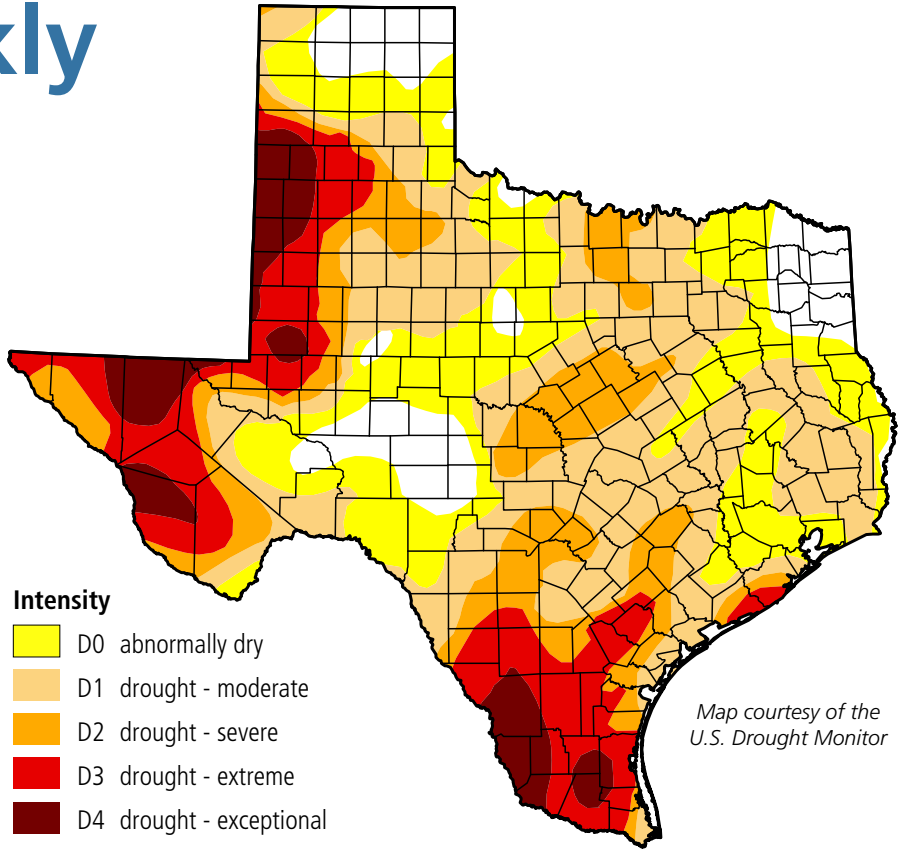 kly
Intensity
D0 abnormally dry
D1 drought - moderate
D2 drought - severe
D3 drought - extreme
D4 drought - exceptional
Map courtesy of the
U.S. Drought Monitor